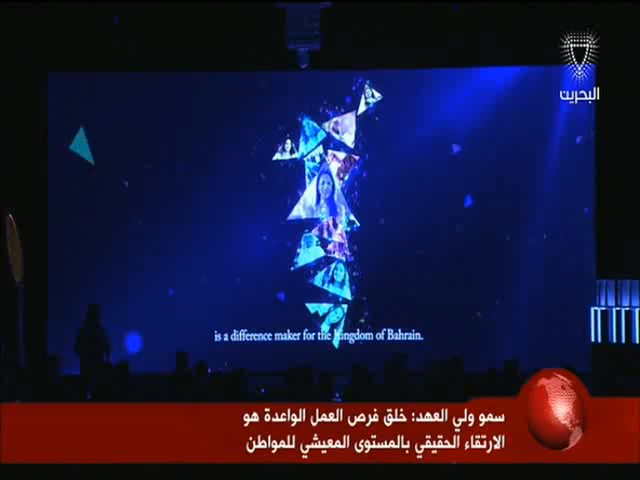 البحرين
is a difference maker for the Kingdom of Bahrain.
سمو ولي العهد: خلق فرص العمل الواعدة هو
الارتقاء الحقيقي بالمستوى المعيشي للمواطن